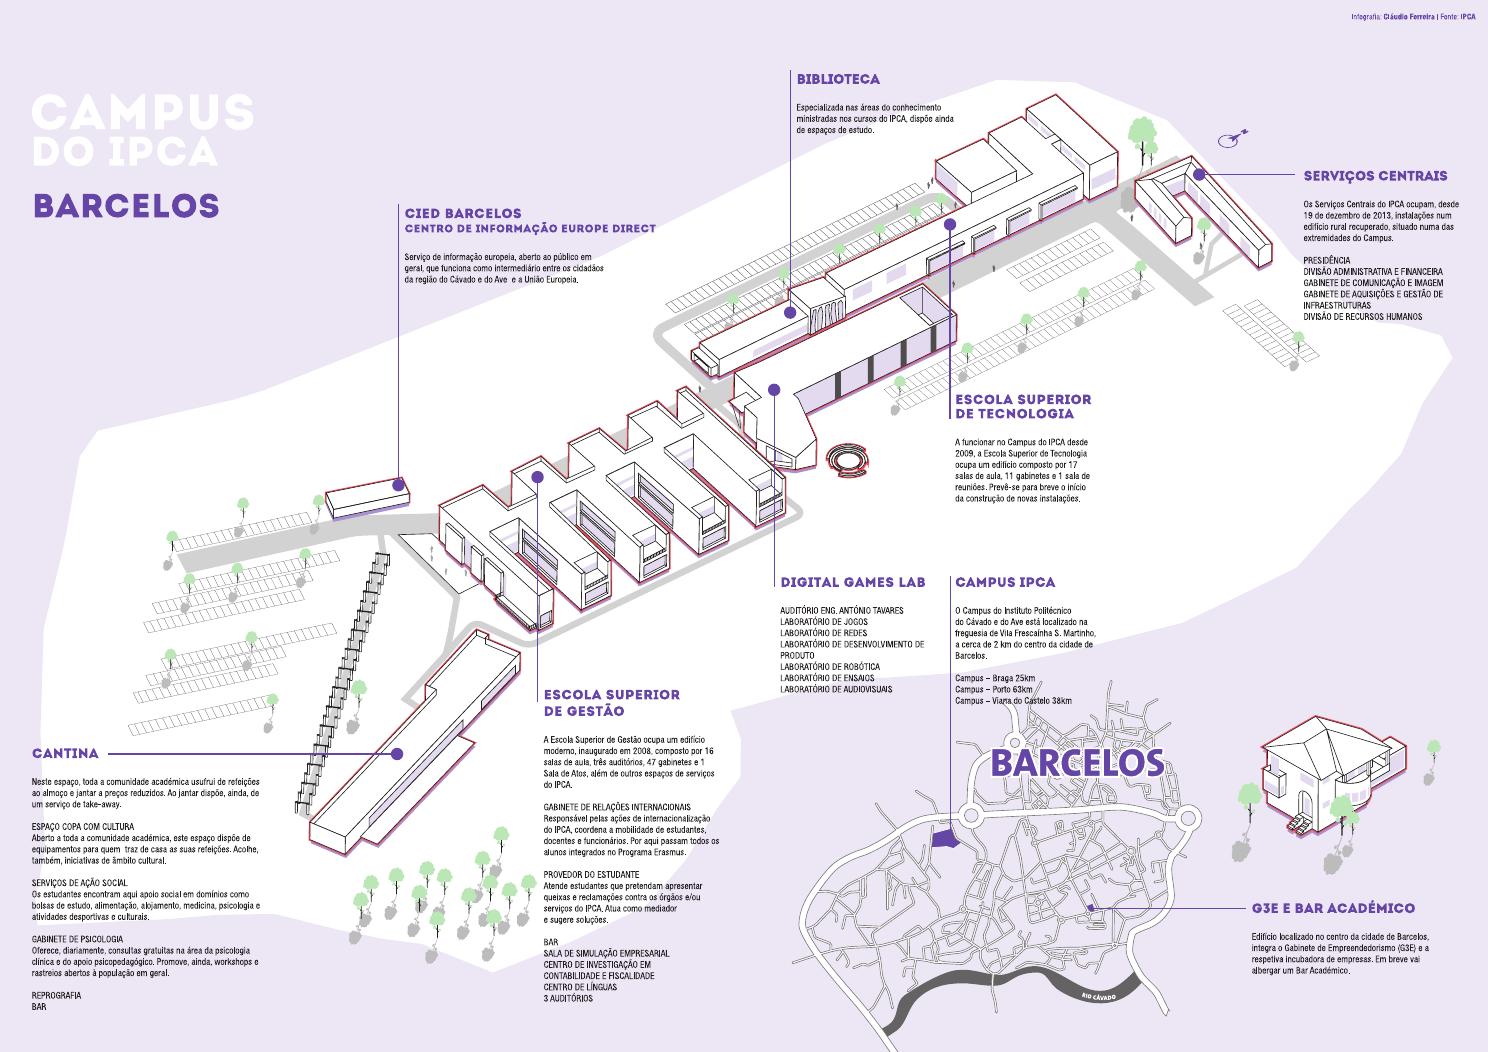 Infografia: Cláudio Ferreira | Fonte: IPCA
CAMPUS
DO IPCA
BARCELOS
BIBLIOTECA
Especializada nas áreas do conhecimento
ministradas nos cursos do IPCA, dispõe ainda
de espaços de estudo.
SERVIÇOS CENTRAIS
Os Serviços Centrais do IPCA ocupam, desde
19 de dezembro de 2013, instalações num
edifício rural recuperado, situado numa das
extremidades do Campus.
PRESIDÊNCIA
DIVISÃO ADMINISTRATIVA E FINANCEIRA
GABINETE DE COMUNICAÇÃO E IMAGEM
GABINETE DE AQUISIÇÕES E GESTÃO DE
INFRAESTRUTURAS
DIVISÃO DE RECURSOS HUMANOS
CIED BARCELOS
CENTRO DE INFORMAÇÃO EUROPE DIRECT
Serviço de informação europeia, aberto ao público em
geral, que funciona como intermediário entre os cidadãos
da região do Cávado e do Ave e a União Europeia.
ESCOLA SUPERIOR
DE TECNOLOGIA
A funcionar no Campus do IPCA desde
2009, a Escola Superior de Tecnologia
ocupa um edifício composto por 17
salas de aula, 11 gabinetes e 1 sala de
reuniões. Prevê-se para breve o início
da construção de novas instalações.
DIGITAL GAMES LAB
AUDITÓRIO ENG. ANTÓNIO TAVARES
LABORATÓRIO DE JOGOS
LABORATÓRIO DE REDES
LABORATÓRIO DE DESENVOLVIMENTO DE
PRODUTO
LABORATÓRIO DE ROBÓTICA
LABORATÓRIO DE ENSAIOS
LABORATÓRIO DE AUDIOVISUAIS
CAMPUS IPCA
O Campus do Instituto Politécnico
do Cávado e do Ave está localizado na
freguesia de Vila Frescaínha S. Martinho,
a cerca de 2 km do centro da cidade de
Barcelos.
Campus – Braga 25km
Campus – Porto 63km
Campus – Viana do Castelo 38km
ESCOLA SUPERIOR
DE GESTÃO
A Escola Superior de Gestão ocupa um edifício
moderno, inaugurado em 2008, composto por 16
salas de aula, três auditórios, 47 gabinetes e 1
Sala de Atos, além de outros espaços de serviços
do IPCA.
GABINETE DE RELAÇÕES INTERNACIONAIS
Responsável pelas ações de internacionalização
do IPCA, coordena a mobilidade de estudantes,
docentes e funcionários. Por aqui passam todos os
alunos integrados no Programa Erasmus.
PROVEDOR DO ESTUDANTE
Atende estudantes que pretendam apresentar
queixas e reclamações contra os órgãos e/ou
serviços do IPCA. Atua como mediador
e sugere soluções.
BAR
SALA DE SIMULAÇÃO EMPRESARIAL
CENTRO DE INVESTIGAÇÃO EM
CONTABILIDADE E FISCALIDADE
CENTRO DE LÍNGUAS
3 AUDITÓRIOS
CANTINA
Neste espaço, toda a comunidade académica usufrui de refeições
ao almoço e jantar a preços reduzidos. Ao jantar dispõe, ainda, de
um serviço de take-away.
ESPAÇO COPA COM CULTURA
Aberto a toda a comunidade académica, este espaço dispõe de
equipamentos para quem traz de casa as suas refeições. Acolhe,
também, iniciativas de âmbito cultural.
SERVIÇOS DE AÇÃO SOCIAL
Os estudantes encontram aqui apoio social em domínios como
bolsas de estudo, alimentação, alojamento, medicina, psicologia e
atividades desportivas e culturais.
GABINETE DE PSICOLOGIA
Oferece, diariamente, consultas gratuitas na área da psicologia
clínica e do apoio psicopedagógico. Promove, ainda, workshops e
rastreios abertos à população em geral.
REPROGRAFIA
BAR
BARCELOS
RIO CÁVADO
G3E E BAR ACADÉMICO
Edifício localizado no centro da cidade de Barcelos,
integra o Gabinete de Empreendedorismo (G3E) e a
respetiva incubadora de empresas. Em breve vai
albergar um Bar Académico.